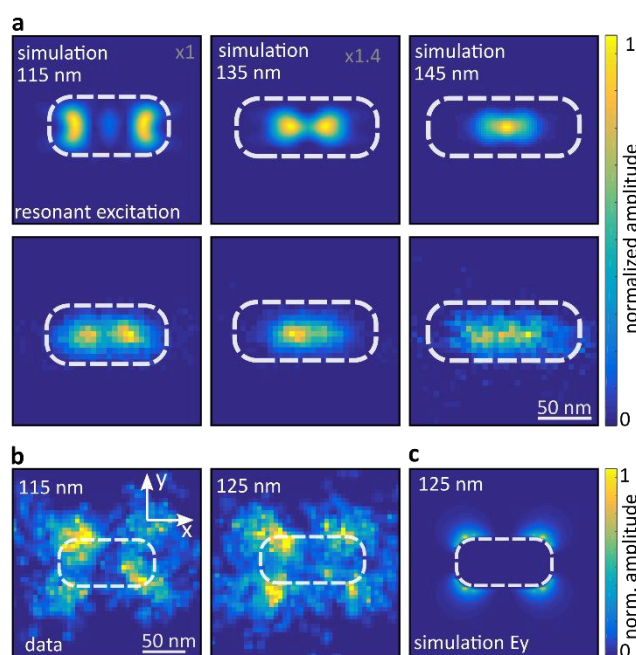 a
simulation x1
115 nm
resonant excitation
simulation x1.4
135 nm
simulation
145 nm
1
normalized amplitude
0
50 nm
b
115 nm
y
x
data
50 nm
125 nm
c
125 nm
simulation Ey
1
norm. amplitude
0